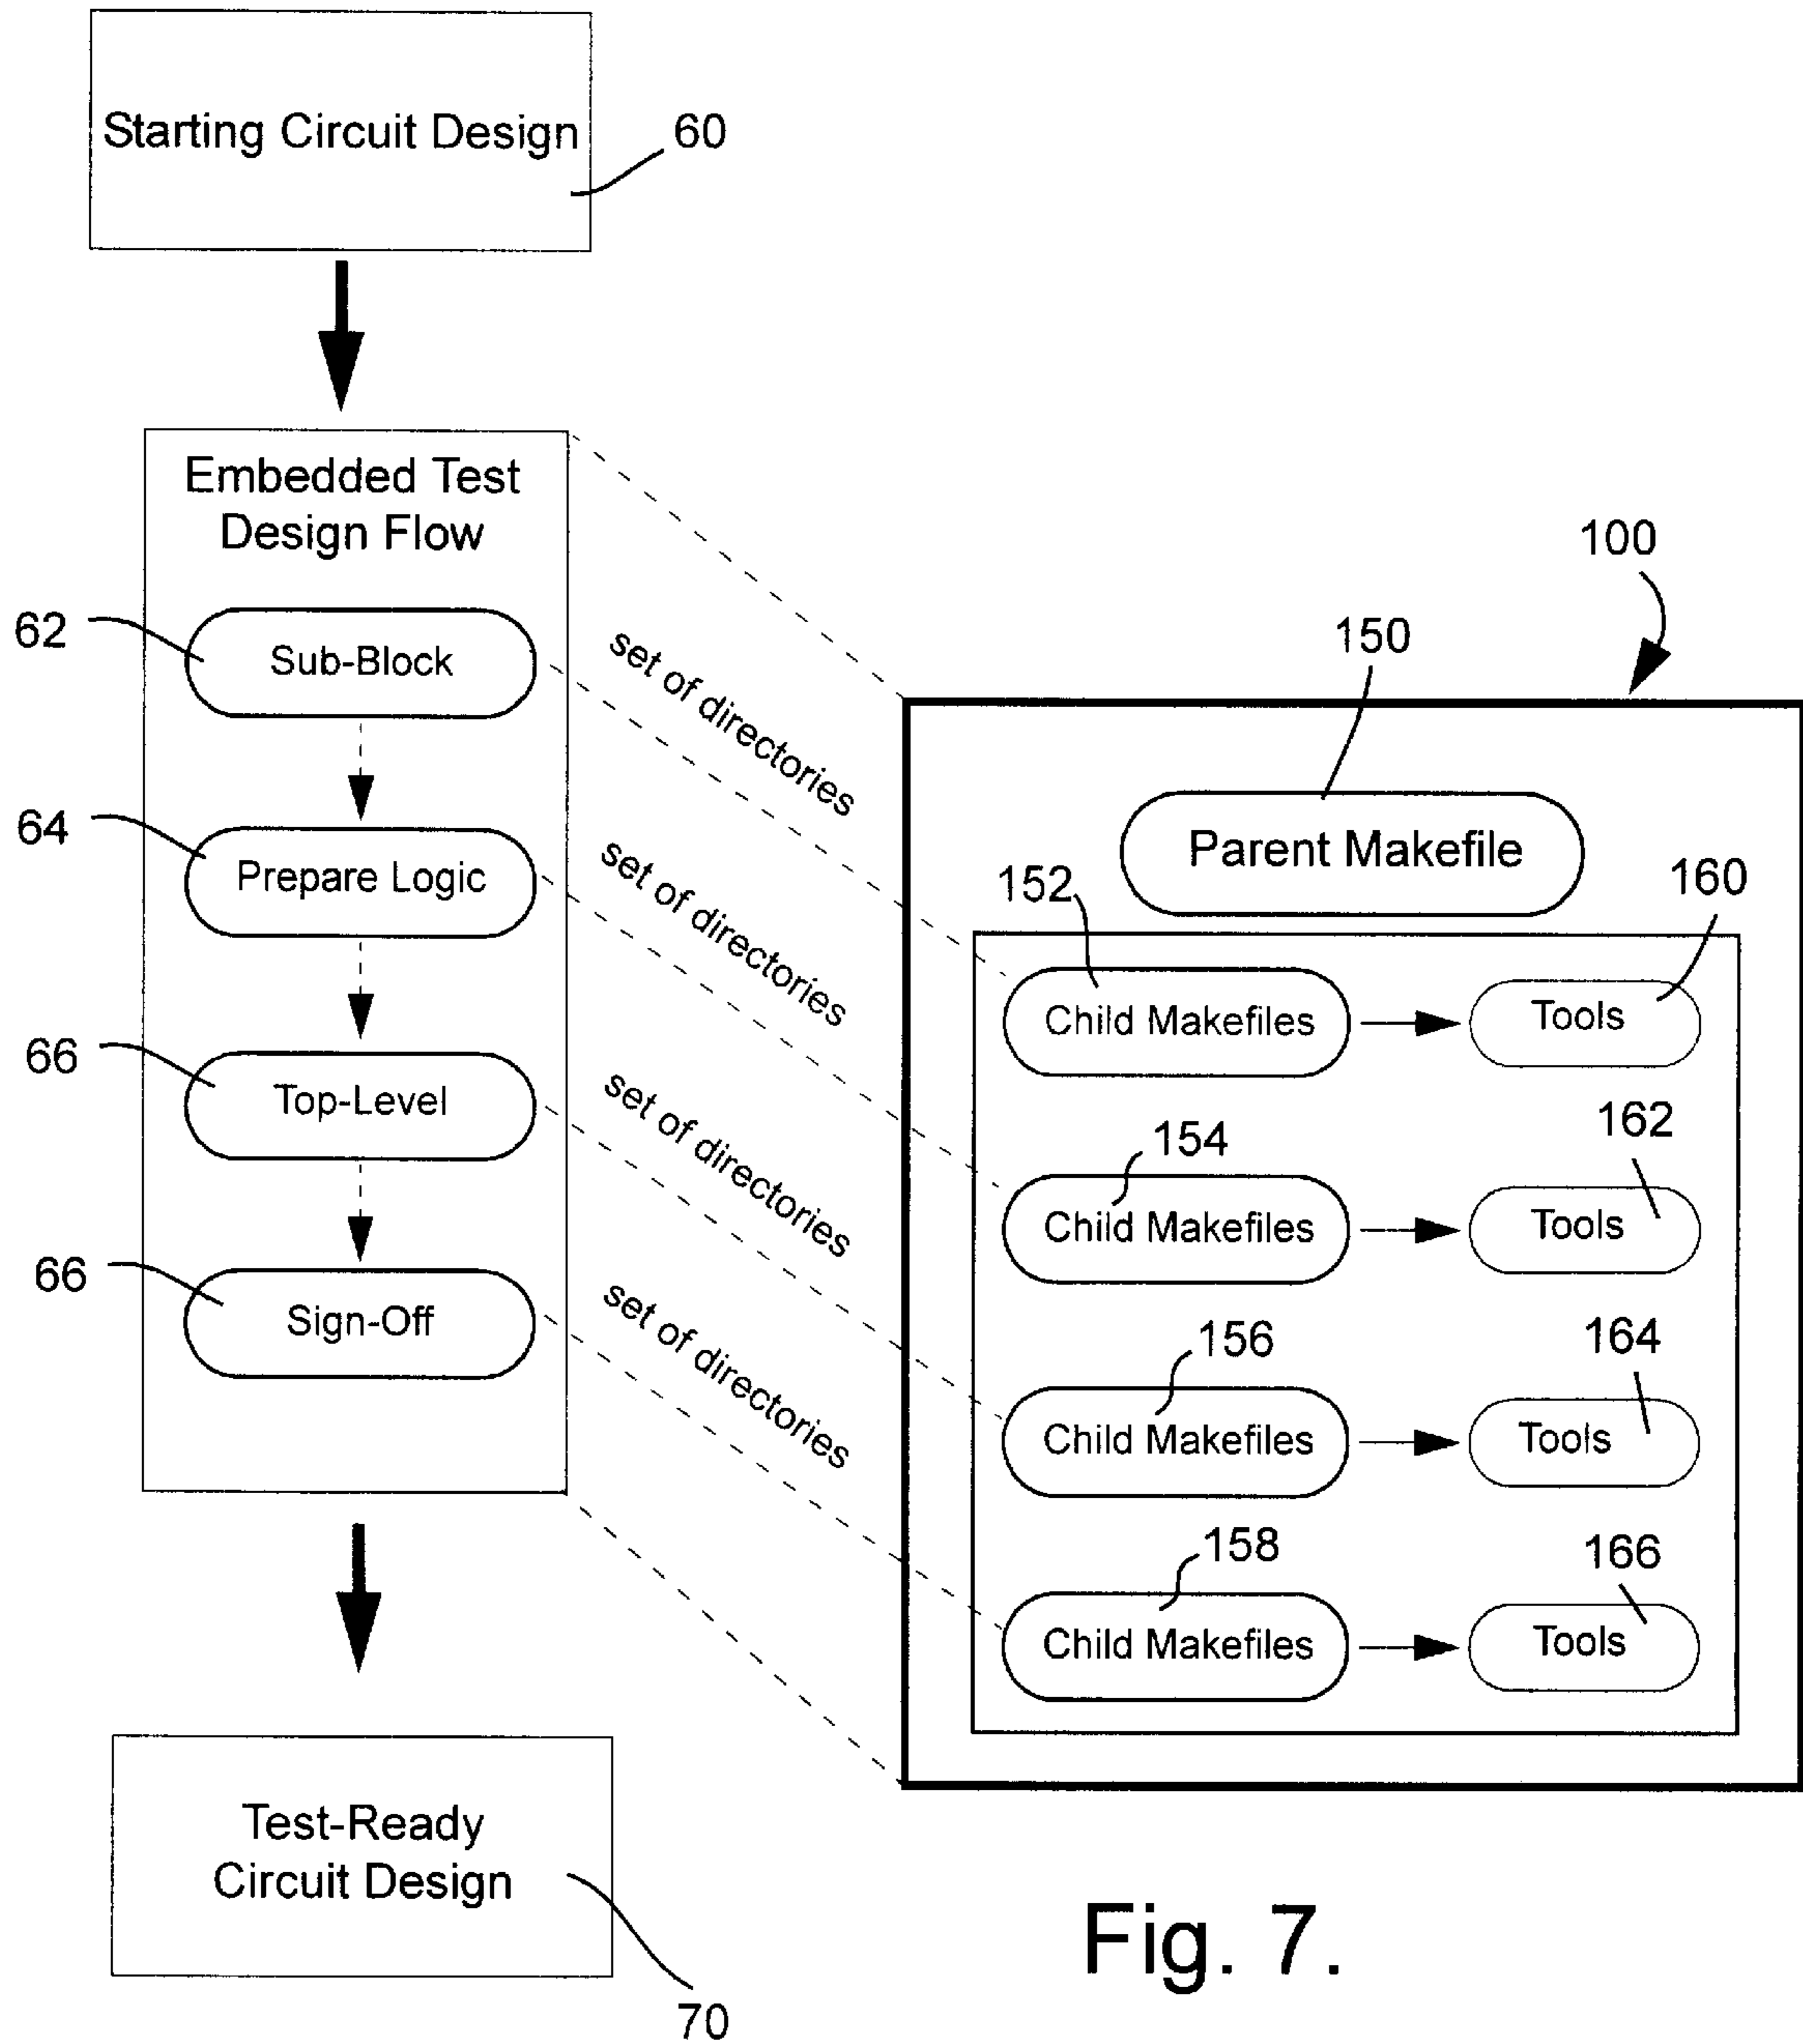 Starting Circuit Design
60
Embedded Test
Design Flow
62
Sub-Block
set of directories
64
Prepare Logic
set of directories
66
Top-Level
set of directories
66
Sign-Off
set of directories
100
150
Parent Makefile
152
160
Child Makefiles
Tools
154
162
Child Makefiles
Tools
156
164
Child Makefiles
Tools
158
166
Child Makefiles
Tools
Test-Ready
Circuit Design
70
Fig. 7.